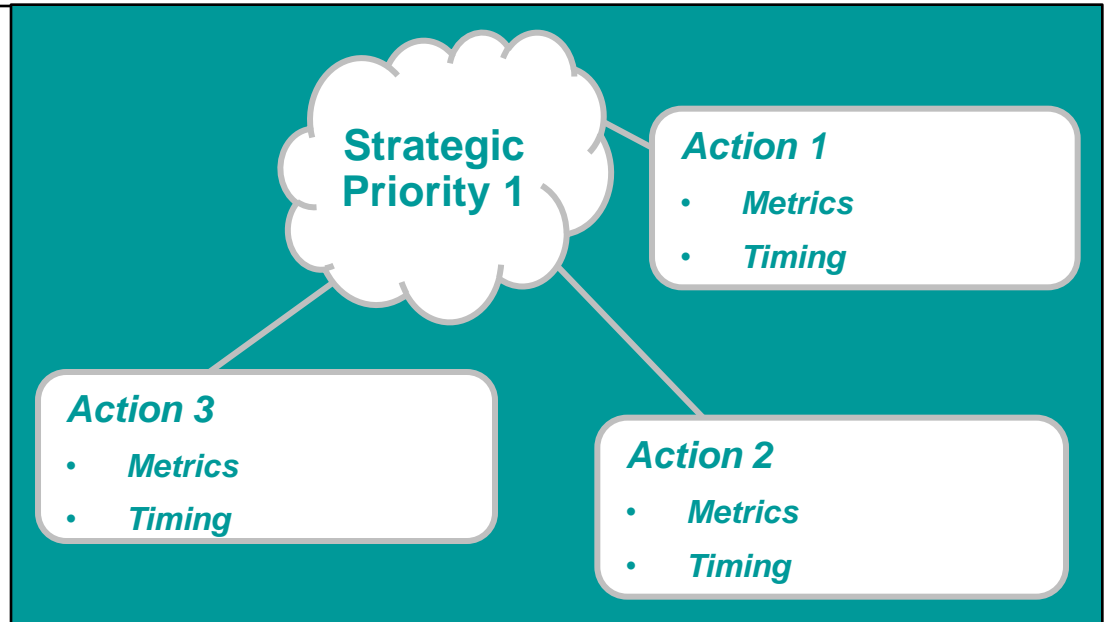 Strategic
Priority 1
Action 1
• Metrics
• Timing
Action 3
• Metrics
• Timing
Action 2
• Metrics
• Timing